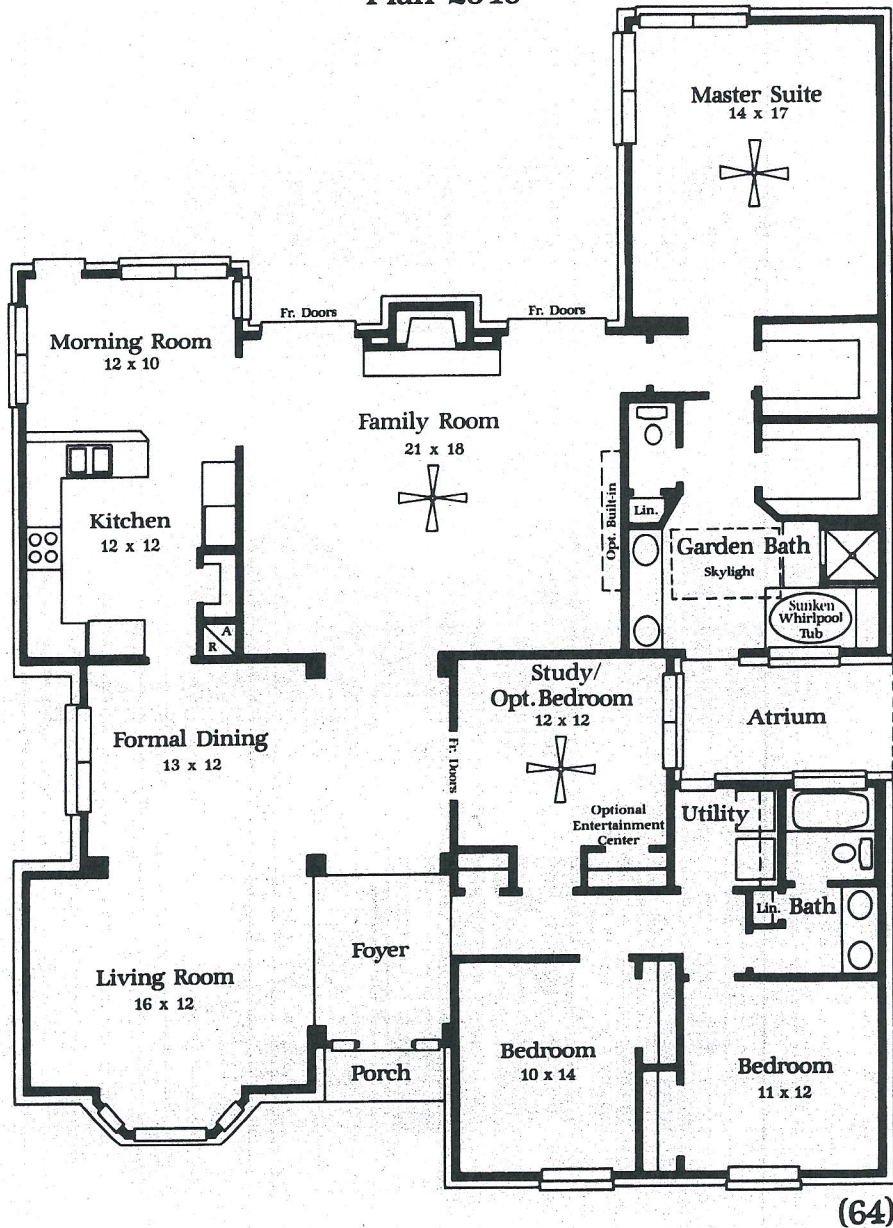 Master Suite
14 x 17
Morning Room
12 x 10
Fr. Doors
Fr. Doors
Family Room
21 x 18
Kitchen
12 x 12
Opt. Built-in
Lin.
Garden Bath
Skylight
Sunken
Whirlpool
Tub
A
R
Formal Dining
13 x 12
Fr. Doors
Study/
Opt. Bedroom
12 x 12
Atrium
Optional
Entertainment
Center
Utility
Lin.
Bath
Foyer
Living Room
16 x 12
Porch
Bedroom
10 x 14
Bedroom
11 x 12
(64)